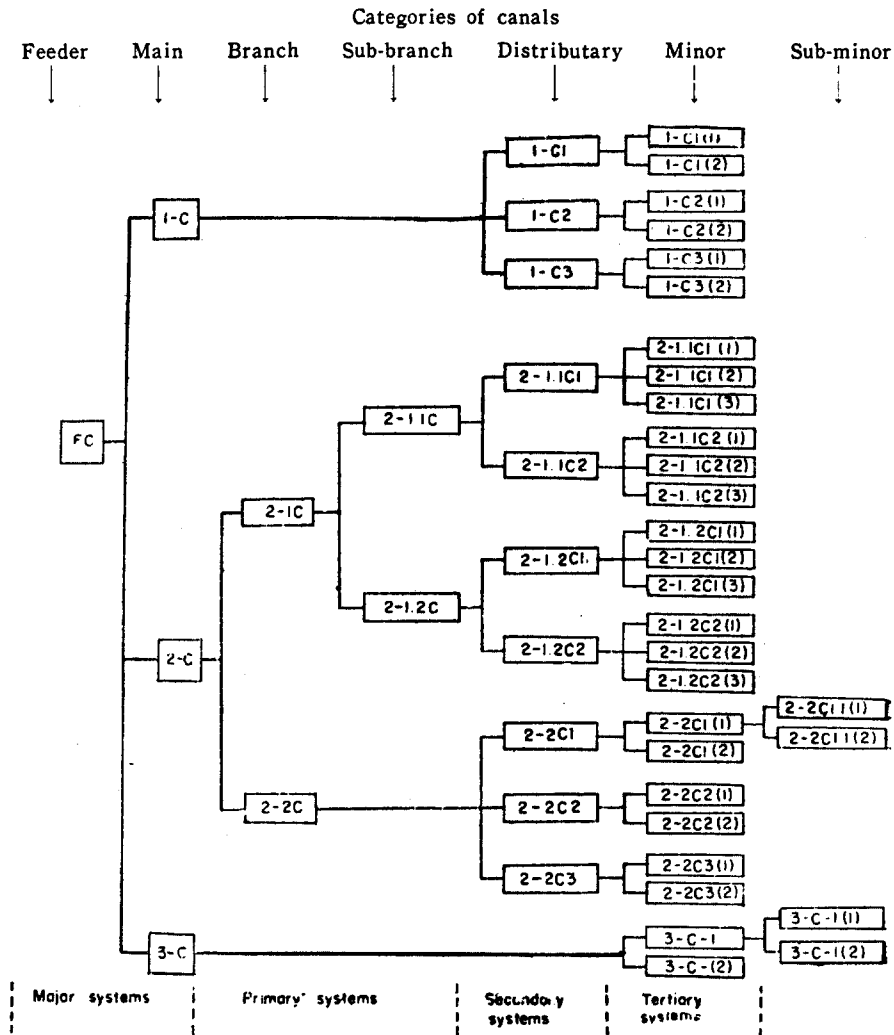 Categories of canals
Feeder Main Branch Sub-branch Distributary Minor Sub-minor
1-C1(1)
1-C1
1-C1(2)
1-C2(1)
1-C 1-C2
1-C2(2)
1-C3(1)
1-C3
1-C3(2)
2-1.1C1(1)
2-1.1C1 2-1.1C1(2)
2-1.1C1(3)
2-1.1C
2-1.1C2(1)
FC
2-1.1C2 2-1.1C2(2)
2-1.1C2(3)
2-1C
2-1.2C1(1)
2-1.2C1 2-1.2C1(2)
2-1.2C1(3)
2-1.2C
2-1.2C2(1)
2-C 2-1.2C2 2-1.2C2(2)
2-1.2C2(3)
2-2C11(1)
2-2C1(1)
2-2C1
2-2C11(2)
2-2C1(2)
2-2C2(1)
2-2C 2-2C2
2-2C2(2)
2-2C3(1)
2-2C3
2-2C3(2)
3-C-1(1)
3-C-1
3-C
3-C-1(2)
3-C-(2)
Major systems Primary systems Secondary systems Tertiary systems